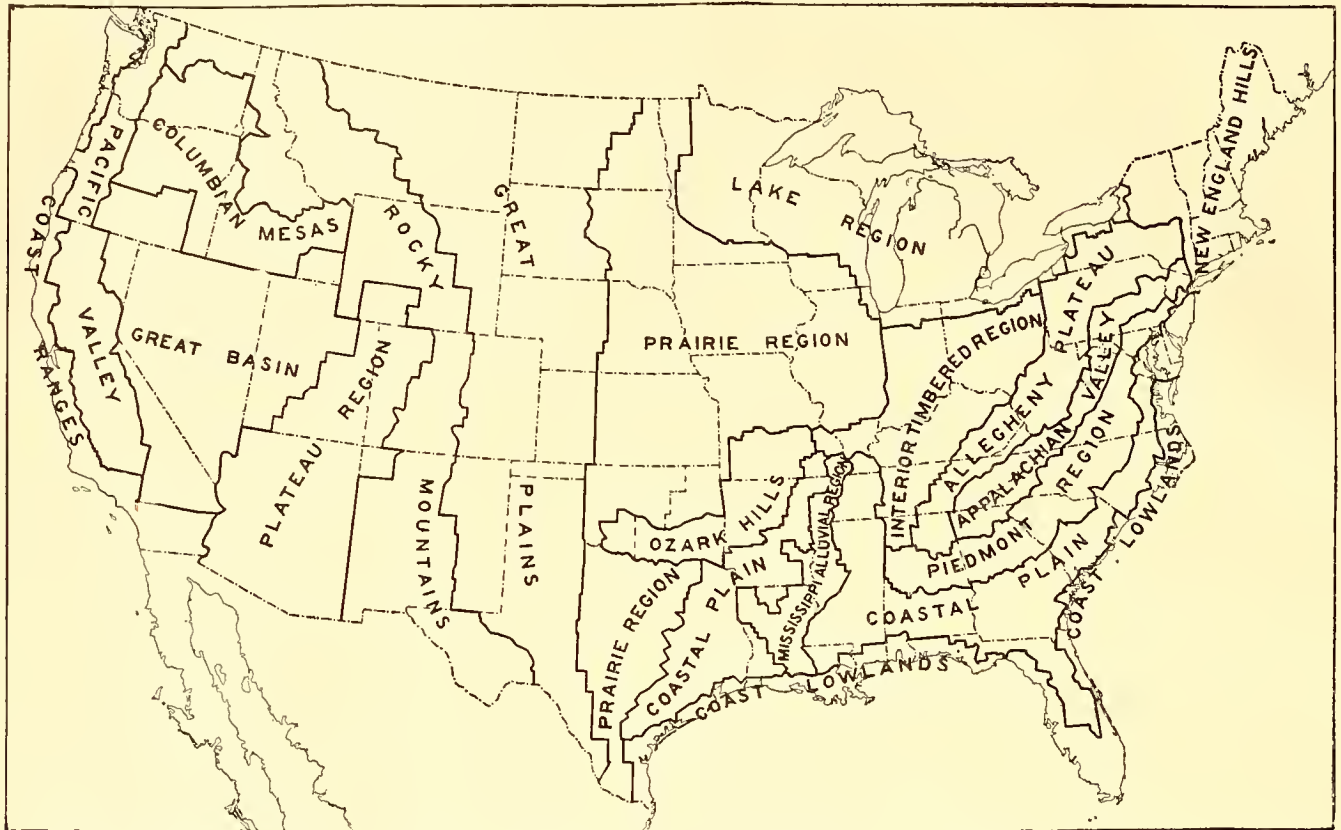 PACIFIC
COAST
RANGES
VALLEY
COLUMBIAN
MESAS
GREAT BASIN
PLATEAU
REGION
ROCKY
MOUNTAINS
GREAT
PLAINS
PRAIRIE REGION
LAKE
REGION
NEW ENGLAND HILLS
INTERIOR TIMBERED REGION
ALLEGHENY
PLATEAU
APPALACHIAN
VALLEY
PIEDMONT
REGION
OZARK
HILLS
PRAIRIE REGION
COASTAL PLAIN
MISSISSIPPI ALLUVIAL REGION
COASTAL
PLAIN
COAST
LOWLANDS
COAST
LOWLANDS